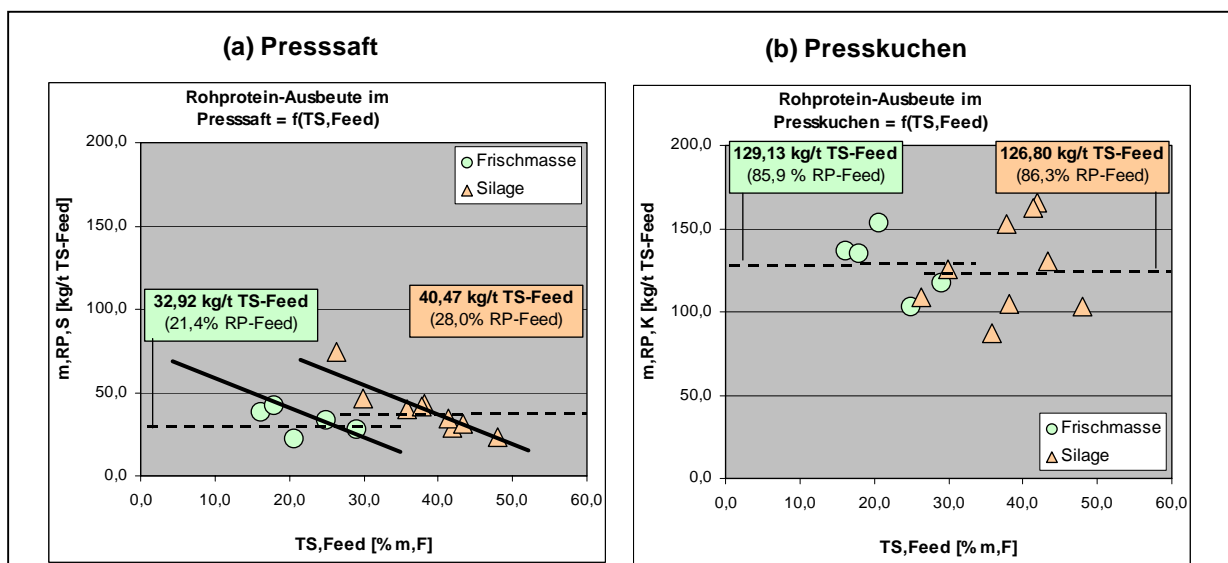 (a) Presssaft
Rohprotein-Ausbeute im
Presssaft = f(TS,Feed)
200,0
150,0
100,0
50,0
0,0
m,RP,S [kg/t TS-Feed]
Frischmasse
Silage
32,92 kg/t TS-Feed
(21,4% RP-Feed)
40,47 kg/t TS-Feed
(28,0% RP-Feed)
0,0 10,0 20,0 30,0 40,0 50,0 60,0
TS,Feed [% m,F]
(b) Presskuchen
Rohprotein-Ausbeute im
Presskuchen = f(TS,Feed)
200,0
150,0
100,0
50,0
0,0
m,RP,K [kg/t TS-Feed
129,13 kg/t TS-Feed
(85,9 % RP-Feed)
126,80 kg/t TS-Feed
(86,3% RP-Feed)
Frischmasse
Silage
0,0 10,0 20,0 30,0 40,0 50,0 60,0
TS,Feed [% m,F]